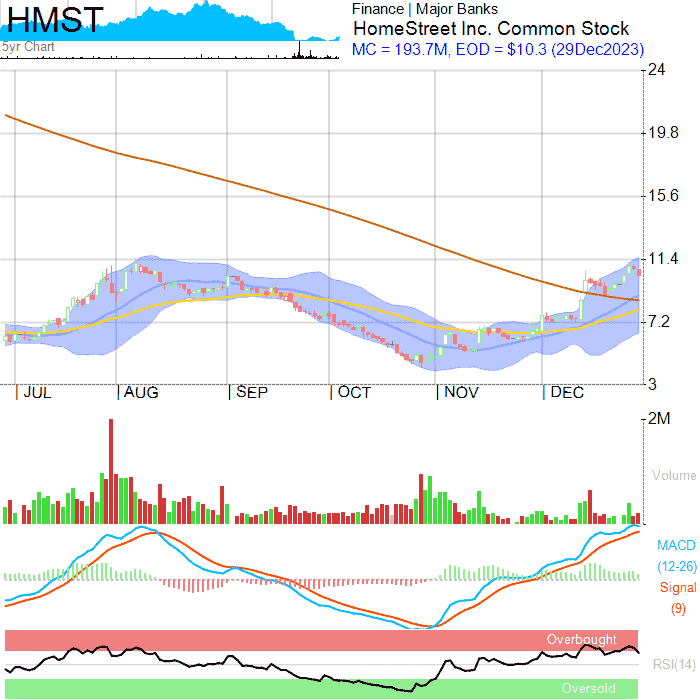 HMST
5yr Chart
Finance | Major Banks
HomeStreet Inc. Common Stock
MC = 193.7M, EOD = $10.3 (29Dec2023)
24
19.8
15.6
11.4
7.2
3
| JUL | AUG | SEP | OCT | NOV | DEC
2M
Volume
MACD
(12-26)
Signal
(9)
Overbought
RSI(14)
Oversold